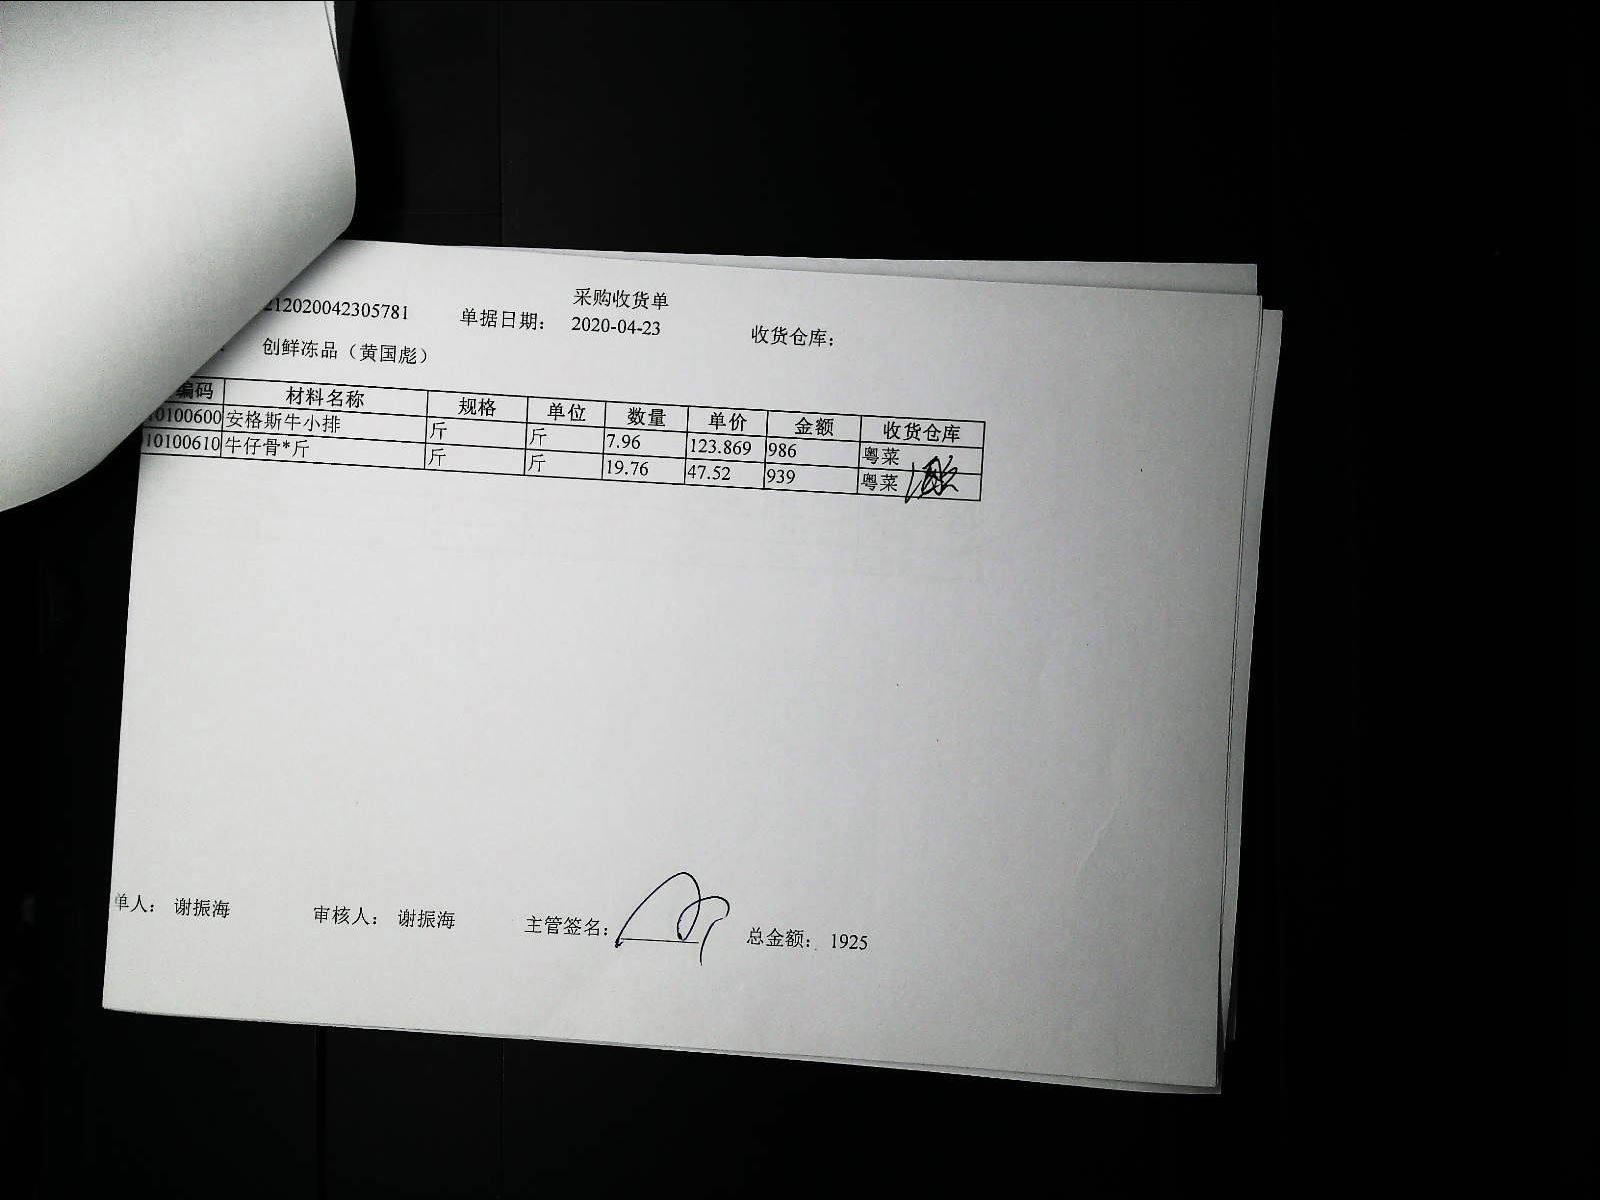 采购收货单
212020042305781 单据日期： 2020-04-23 收货仓库：
创鲜冻品（黄国彪）
编码 材料名称 规格 单位 数量 单价 金额 收货仓库
10100600 安格斯牛小排 斤 斤 7.96 123.869 986 粤菜
10100610 牛仔骨*斤 斤 斤 19.76 47.52 939 粤菜
单人： 谢振海 审核人： 谢振海 主管签名： 总金额： 1925